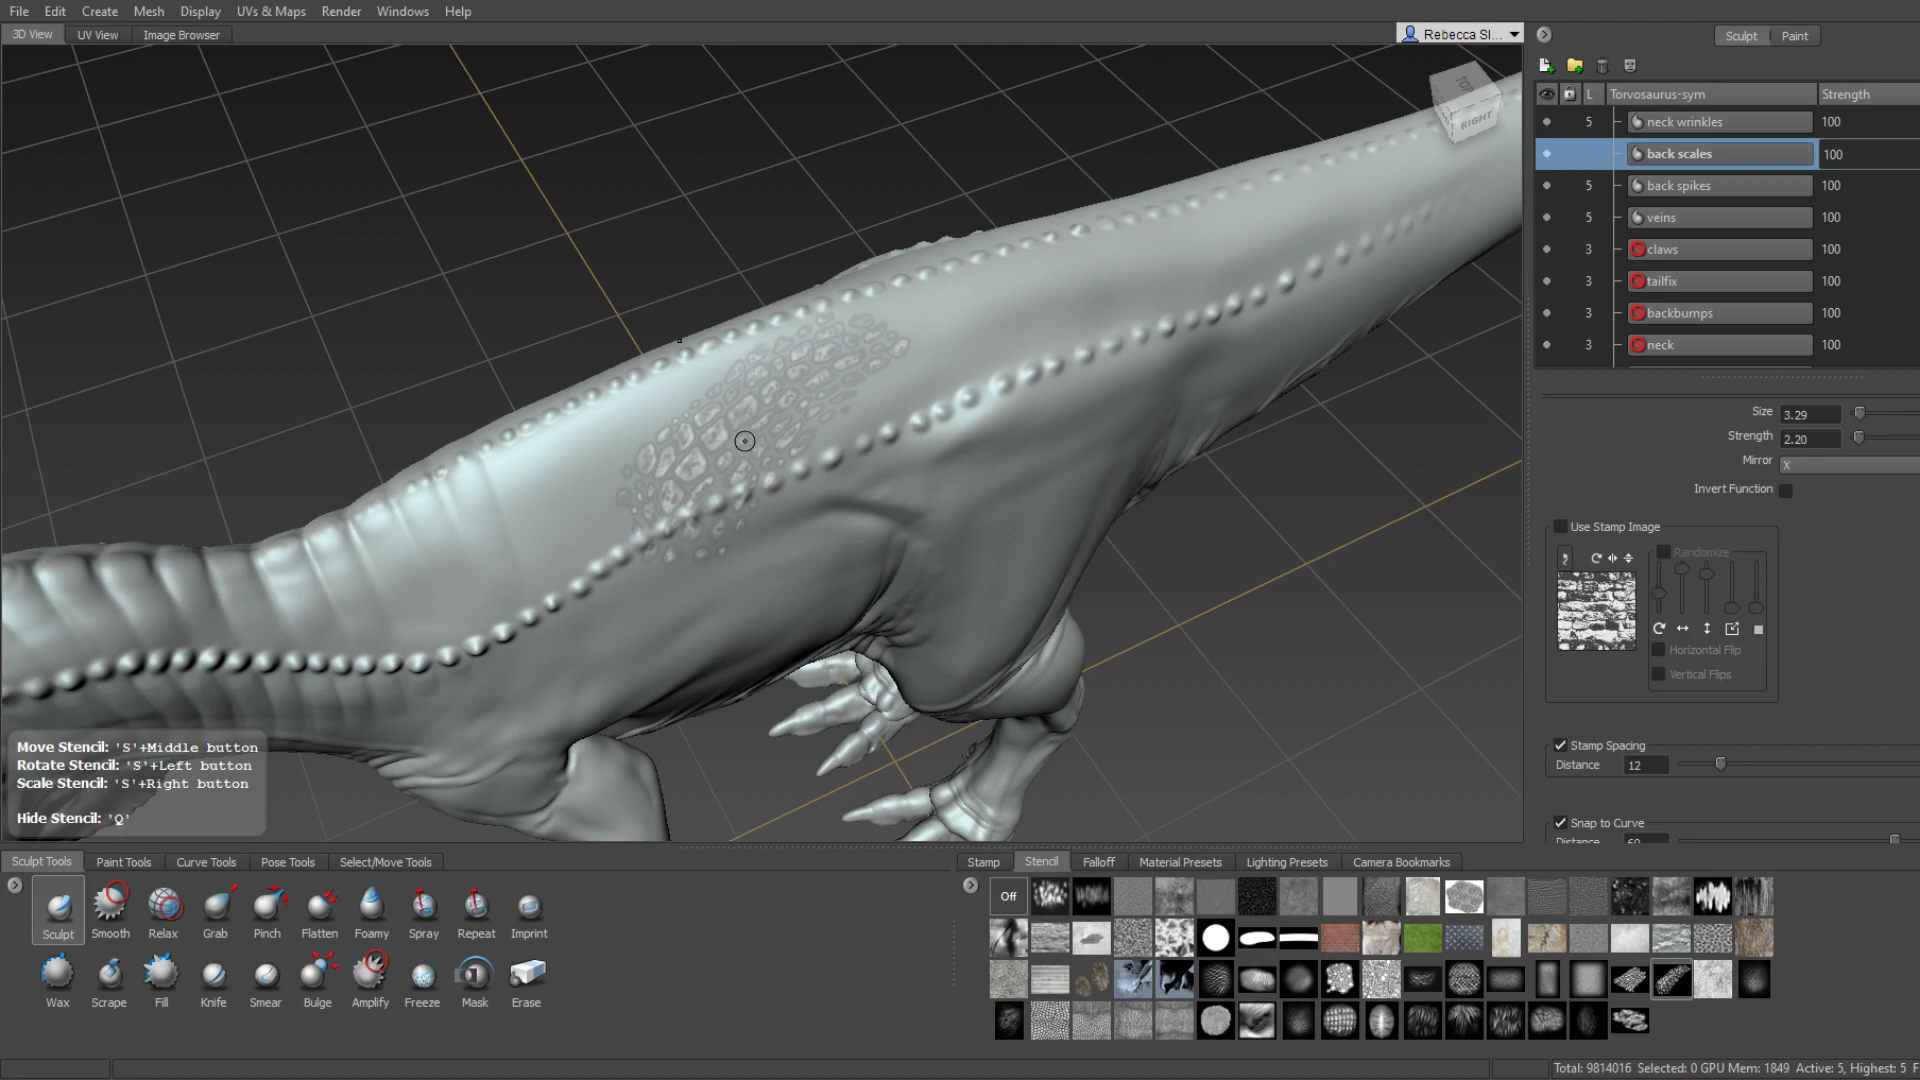 File Edit Create Mesh Display UVs & Maps Render Windows Help
3D View UV View Image Browser
Rebecca Sl...
Sculpt Paint
L Torvosaurus-sym Strength
5 neck wrinkles 100
back scales 100
5 back spikes 100
5 veins 100
3 claws 100
3 tailfix 100
3 backbumps 100
3 neck 100
TOP
RIGHT
Size 3.29
Strength 2.20
Mirror X
Invert Function
Use Stamp Image
Randomize
Horizontal Flip
Vertical Flips
Stamp Spacing
Distance 12
Snap to Curve
Distance 60
Move Stencil: 'S'+Middle button
Rotate Stencil: 'S'+Left button
Scale Stencil: 'S'+Right button
Hide Stencil: 'Q'
Sculpt Tools Paint Tools Curve Tools Pose Tools Select/Move Tools
Sculpt Smooth Relax Grab Pinch Flatten Foamy Spray Repeat Imprint
Wax Scrape Fill Knife Smear Bulge Amplify Freeze Mask Erase
Stamp Stencil Falloff Material Presets Lighting Presets Camera Bookmarks
Off
Total: 9814016 Selected: 0 GPU Mem: 1849 Active: 5, Highest: 5 F